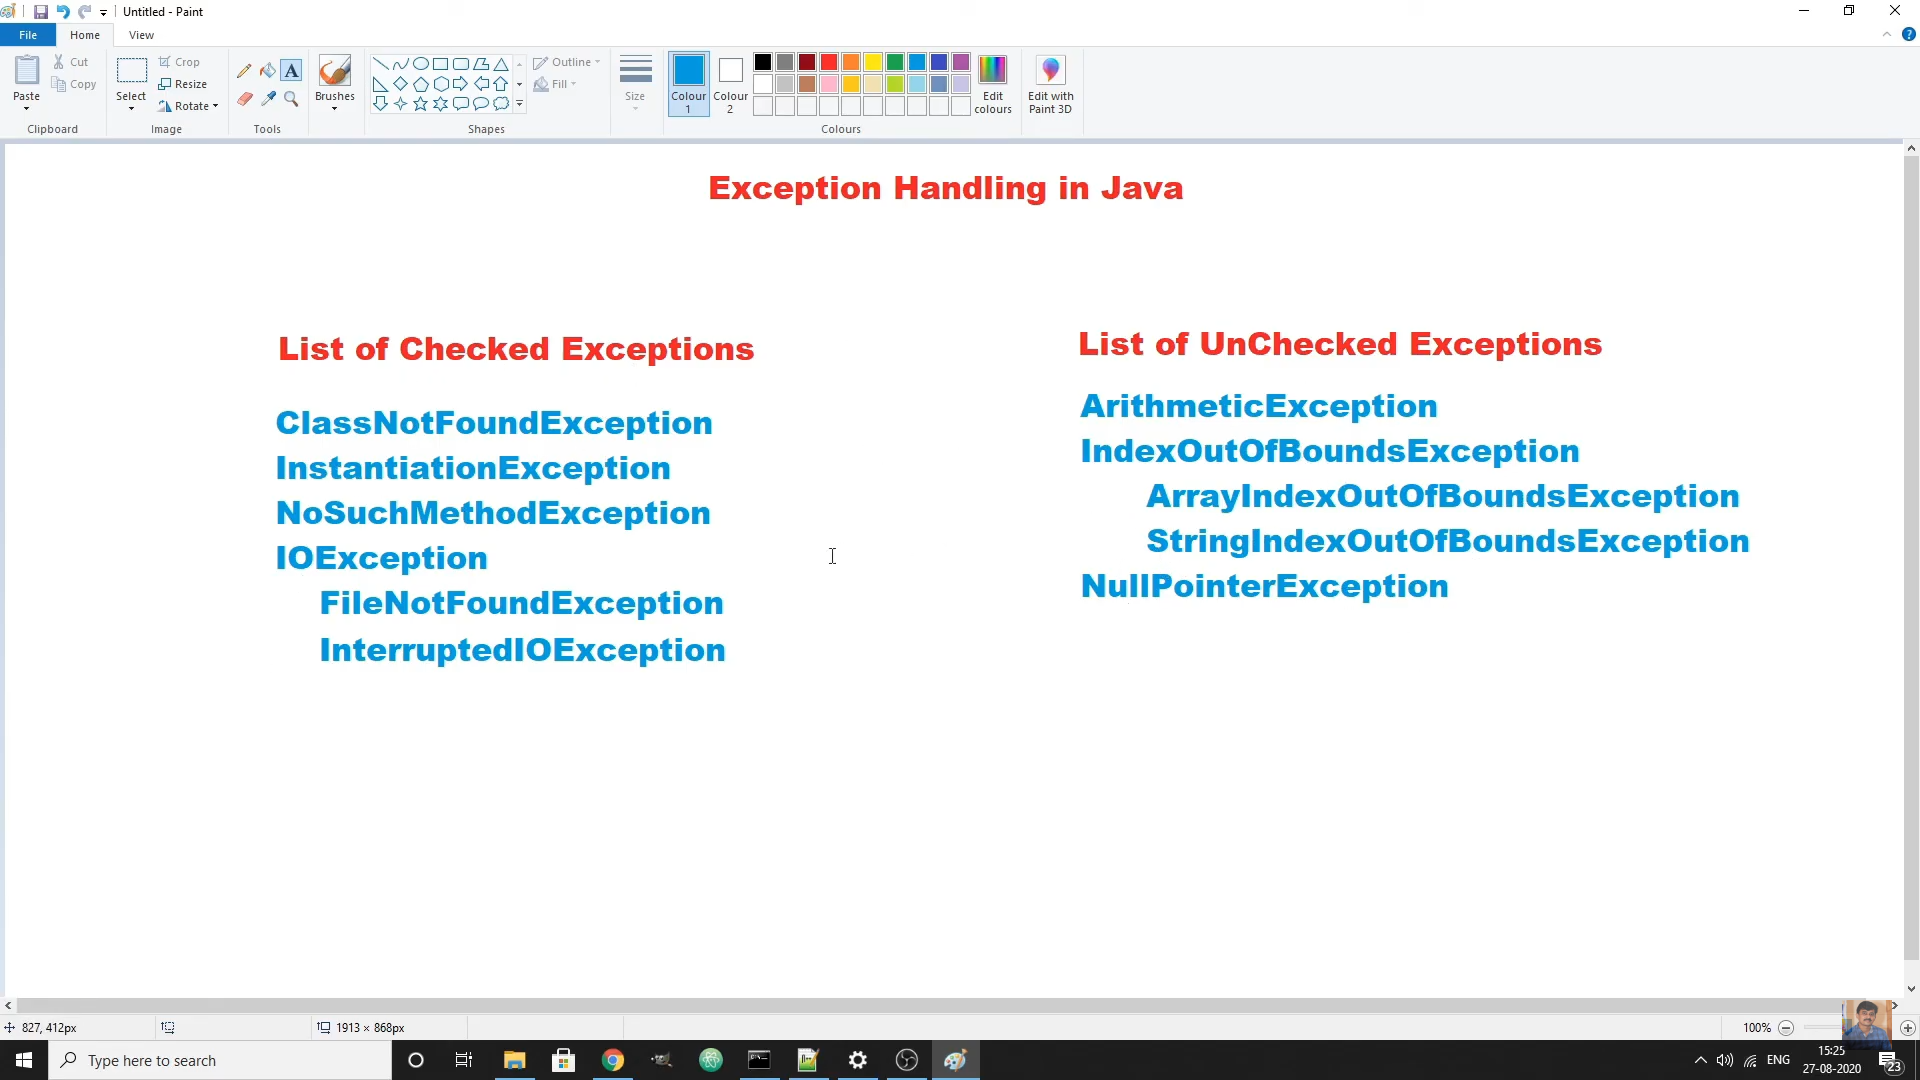 Untitled - Paint
File Home View
Paste Cut Copy Clipboard
Select Crop Resize Rotate Image
Tools
Brushes
Shapes
Outline Fill
Size
Colour 1
Colour 2
Edit colours
Colours
Edit with Paint 3D
Exception Handling in Java
List of Checked Exceptions
ClassNotFoundException
InstantiationException
NoSuchMethodException
IOException
FileNotFoundException
InterruptedIOException
List of UnChecked Exceptions
ArithmeticException
IndexOutOfBoundsException
ArrayIndexOutOfBoundsException
StringIndexOutOfBoundsException
NullPointerException
827, 412px
1913 × 868px
100%
Type here to search
ENG
15:25
27-08-2020
23